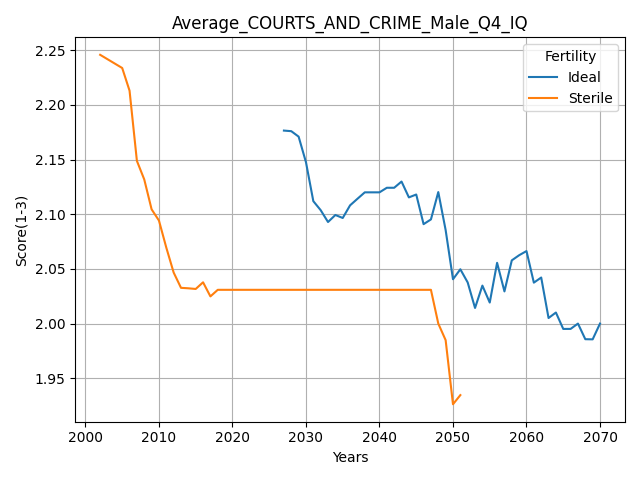 Average_COURTS_AND_CRIME_Male_Q4_IQ
Fertility
Ideal
Sterile
Score(1-3)
2.25
2.20
2.15
2.10
2.05
2.00
1.95
2000 2010 2020 2030 2040 2050 2060 2070
Years